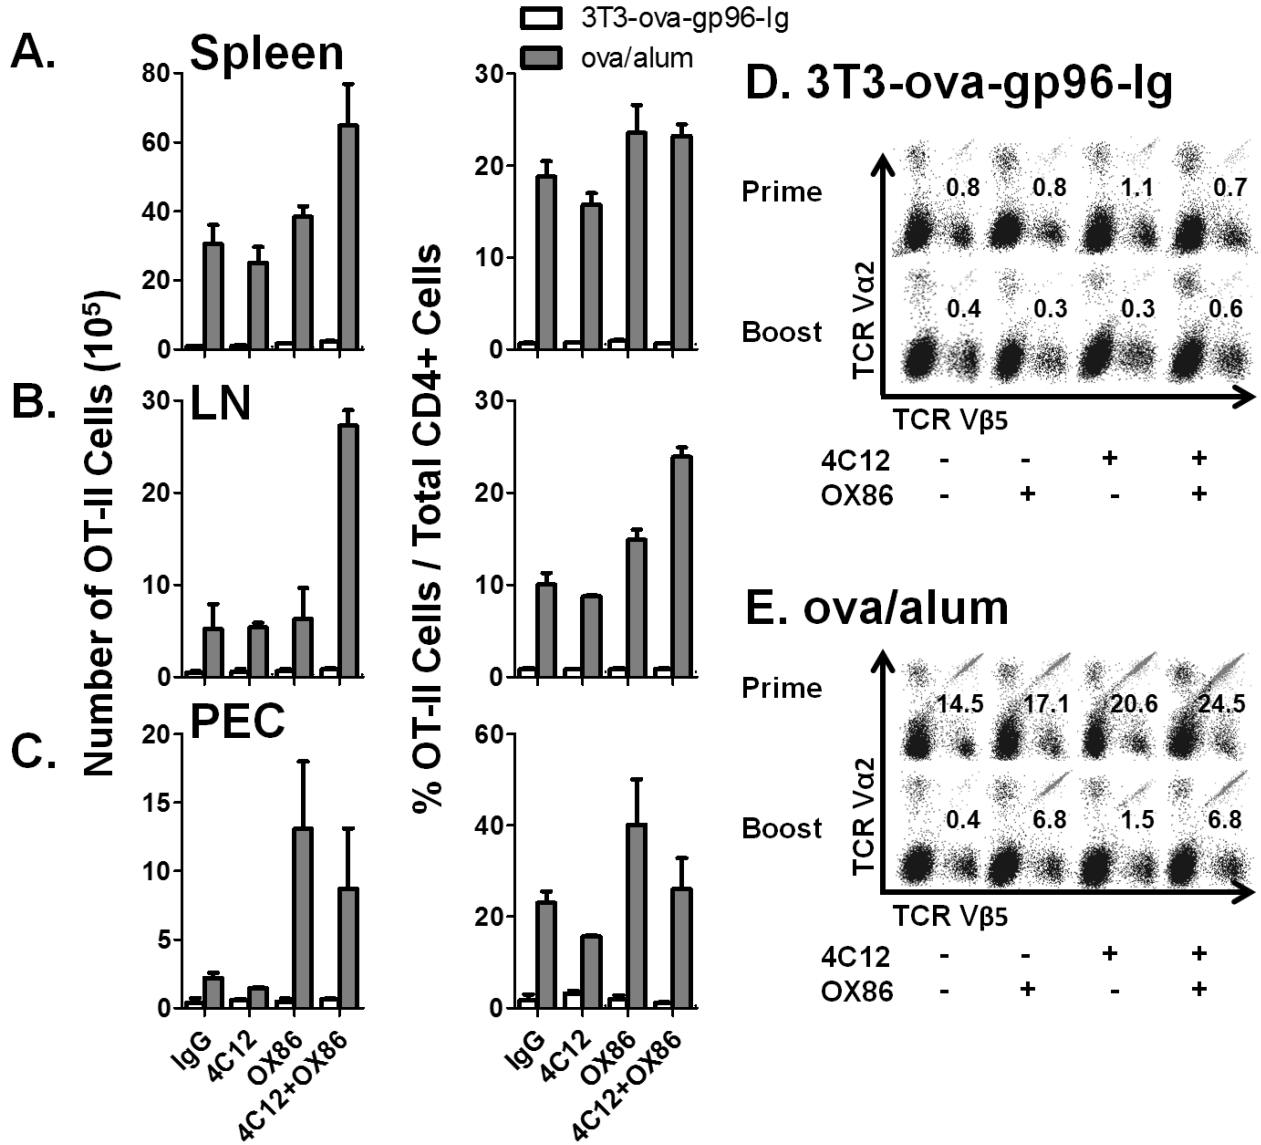 3T3-ova-gp96-Ig
ova/alum
A.
Spleen
Number of OT-II Cells (10⁵)
% OT-II Cells / Total CD4+ Cells
80
60
40
20
0
30
20
10
0
B.
LN
30
20
10
0
30
20
10
0
C.
PEC
20
15
10
5
0
60
40
20
0
IgG
4C12
OX86
4C12+OX86
IgG
4C12
OX86
4C12+OX86
D. 3T3-ova-gp96-Ig
Prime
0.8 0.8 1.1 0.7
Boost
0.4 0.3 0.3 0.6
TCR Vα2
TCR Vβ5
4C12 - - + +
OX86 - + - +
E. ova/alum
Prime
14.5 17.1 20.6 24.5
Boost
0.4 6.8 1.5 6.8
TCR Vα2
TCR Vβ5
4C12 - - + +
OX86 - + - +